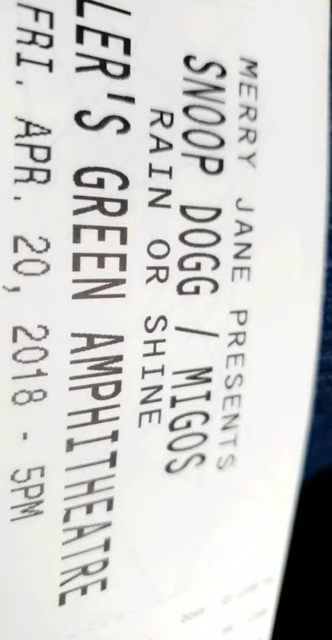 MERRY JANE PRESENTS
SNOOP DOGG / MIGOS
RAIN OR SHINE
LER'S GREEN AMPHITHEATRE
FRI. APR. 20, 2018 - 5PM